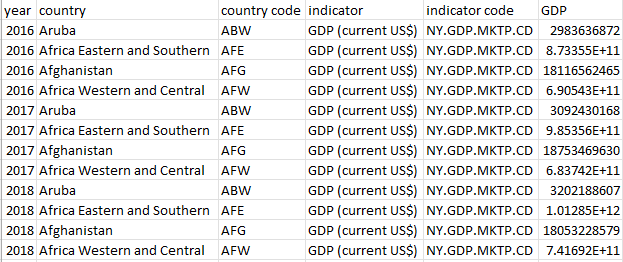 year country country code indicator indicator code GDP
2016 Aruba ABW GDP (current US$) NY.GDP.MKTP.CD 2983636872
2016 Africa Eastern and Southern AFE GDP (current US$) NY.GDP.MKTP.CD 8.73355E+11
2016 Afghanistan AFG GDP (current US$) NY.GDP.MKTP.CD 18116562465
2016 Africa Western and Central AFW GDP (current US$) NY.GDP.MKTP.CD 6.90543E+11
2017 Aruba ABW GDP (current US$) NY.GDP.MKTP.CD 3092430168
2017 Africa Eastern and Southern AFE GDP (current US$) NY.GDP.MKTP.CD 9.85356E+11
2017 Afghanistan AFG GDP (current US$) NY.GDP.MKTP.CD 18753469630
2017 Africa Western and Central AFW GDP (current US$) NY.GDP.MKTP.CD 6.83742E+11
2018 Aruba ABW GDP (current US$) NY.GDP.MKTP.CD 3202188607
2018 Africa Eastern and Southern AFE GDP (current US$) NY.GDP.MKTP.CD 1.01285E+12
2018 Afghanistan AFG GDP (current US$) NY.GDP.MKTP.CD 18053228579
2018 Africa Western and Central AFW GDP (current US$) NY.GDP.MKTP.CD 7.41692E+11